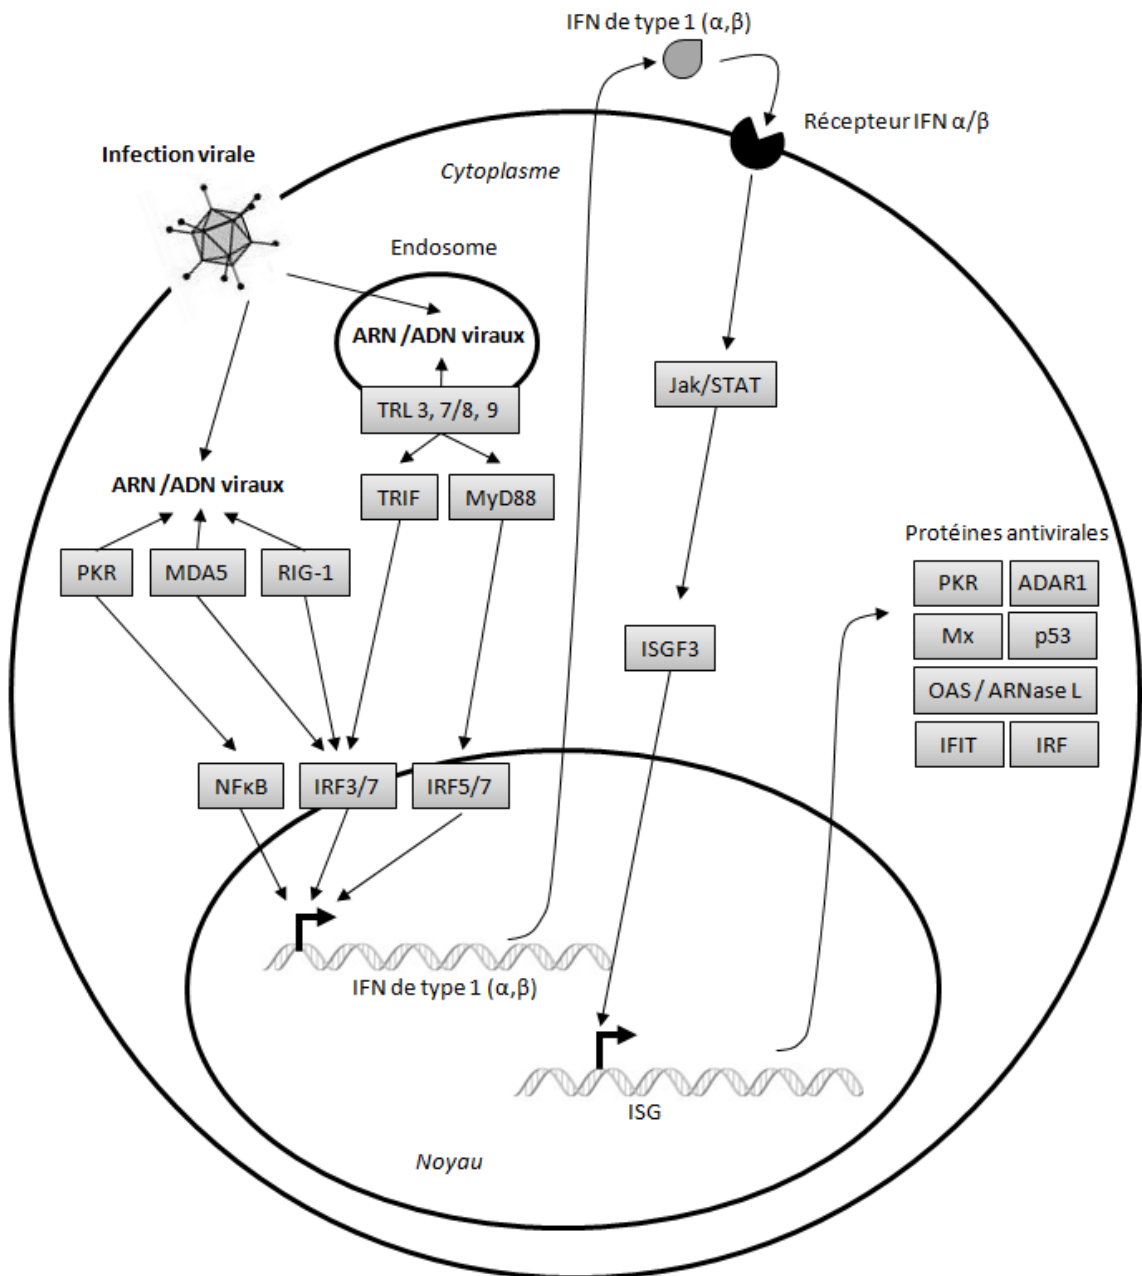 IFN de type 1 (α,β)
Récepteur IFN α/β
Infection virale
Cytoplasme
Endosome
ARN /ADN viraux
TRL 3, 7/8, 9
Jak/STAT
ARN /ADN viraux
TRIF
MyD88
PKR
MDA5
RIG-1
Protéines antivirales
PKR
ADAR1
Mx
p53
OAS / ARNase L
IFIT
IRF
ISGF3
NFκB
IRF3/7
IRF5/7
IFN de type 1 (α,β)
ISG
Noyau